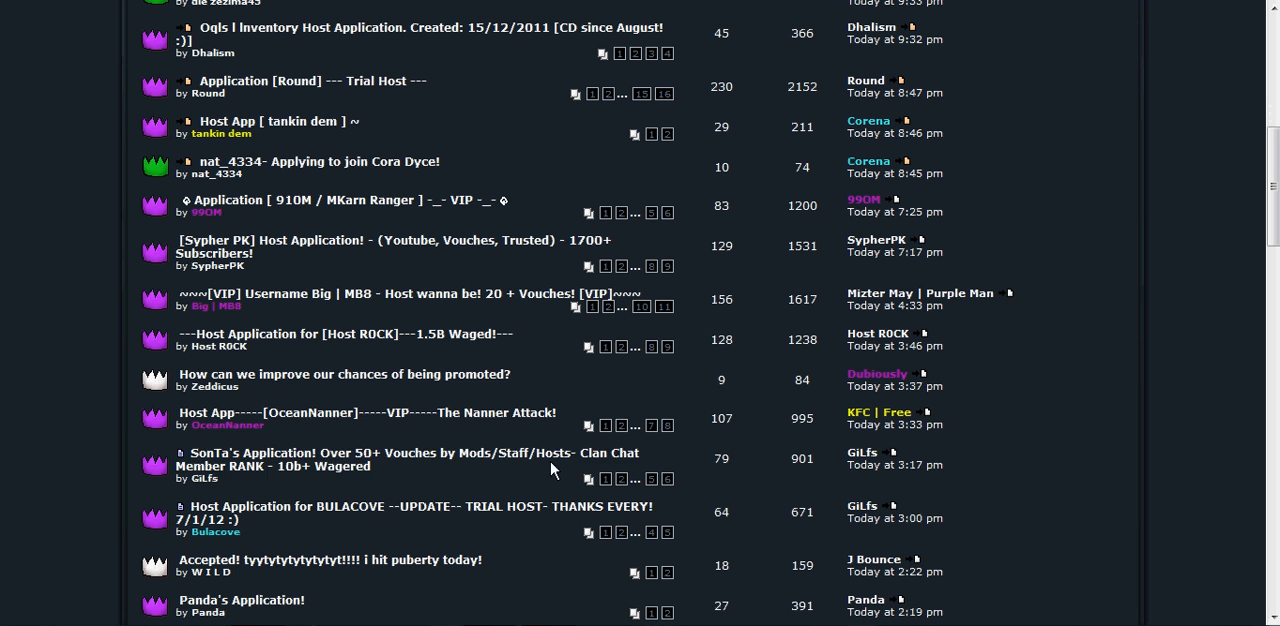 by die zezima45
Today at 9:33 pm
Oqls l lnventory Host Application. Created: 15/12/2011 [CD since August!
:)]
by Dhalism
1 2 3 4
45
366
Dhalism
Today at 9:32 pm
Application [Round] --- Trial Host ---
by Round
1 2 ... 15 16
230
2152
Round
Today at 8:47 pm
Host App [ tankin dem ] ~
by tankin dem
1 2
29
211
Corena
Today at 8:46 pm
nat_4334- Applying to join Cora Dyce!
by nat_4334
10
74
Corena
Today at 8:45 pm
Application [ 910M / MKarn Ranger ] -_- VIP -_-
by 99OM
1 2 ... 5 6
83
1200
99OM
Today at 7:25 pm
[Sypher PK] Host Application! - (Youtube, Vouches, Trusted) - 1700+
Subscribers!
by SypherPK
1 2 ... 8 9
129
1531
SypherPK
Today at 7:17 pm
~~~[VIP] Username Big | MB8 - Host wanna be! 20 + Vouches! [VIP]~~~
by Big | MB8
1 2 ... 10 11
156
1617
Mizter May | Purple Man
Today at 4:33 pm
---Host Application for [Host R0CK]---1.5B Waged!---
by Host R0CK
1 2 ... 8 9
128
1238
Host R0CK
Today at 3:46 pm
How can we improve our chances of being promoted?
by Zeddicus
9
84
Dubiously
Today at 3:37 pm
Host App-----[OceanNanner]-----VIP-----The Nanner Attack!
by OceanNanner
1 2 ... 7 8
107
995
KFC | Free
Today at 3:33 pm
SonTa's Application! Over 50+ Vouches by Mods/Staff/Hosts- Clan Chat
Member RANK - 10b+ Wagered
by GiLfs
1 2 ... 5 6
79
901
GiLfs
Today at 3:17 pm
Host Application for BULACOVE --UPDATE-- TRIAL HOST- THANKS EVERY!
7/1/12 :)
by Bulacove
1 2 ... 4 5
64
671
GiLfs
Today at 3:00 pm
Accepted! tyytytytytytytyt!!!! i hit puberty today!
by W I L D
1 2
18
159
J Bounce
Today at 2:22 pm
Panda's Application!
by Panda
1 2
27
391
Panda
Today at 2:19 pm